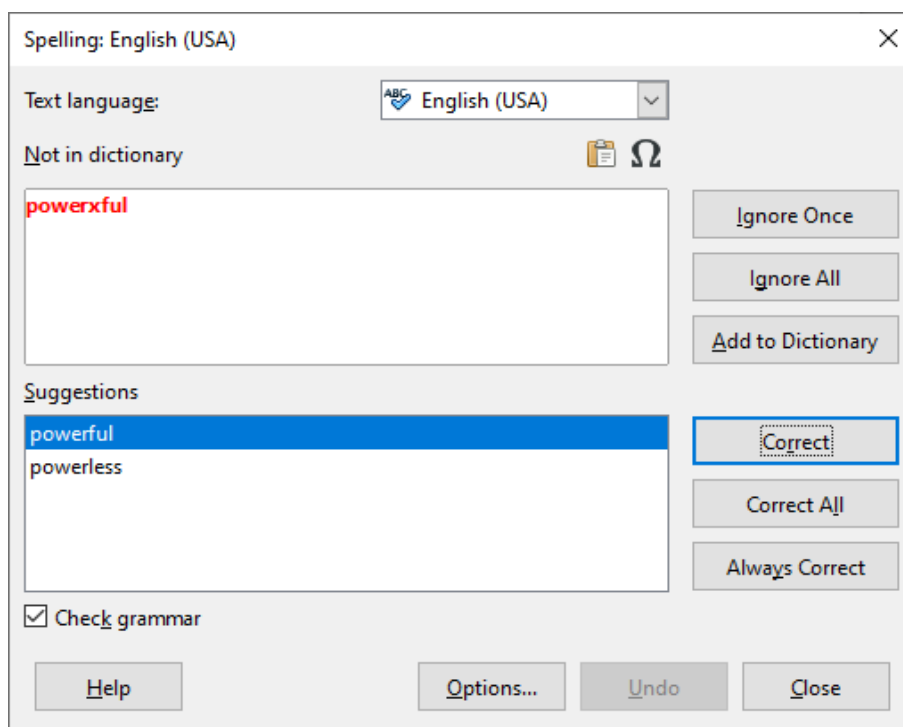 Spelling: English (USA)
Text language:
ABC English (USA)
Not in dictionary
Ω
powerxful
Ignore Once
Ignore All
Add to Dictionary
Suggestions
powerful
powerless
Correct
Correct All
Always Correct
Check grammar
Help
Options...
Undo
Close